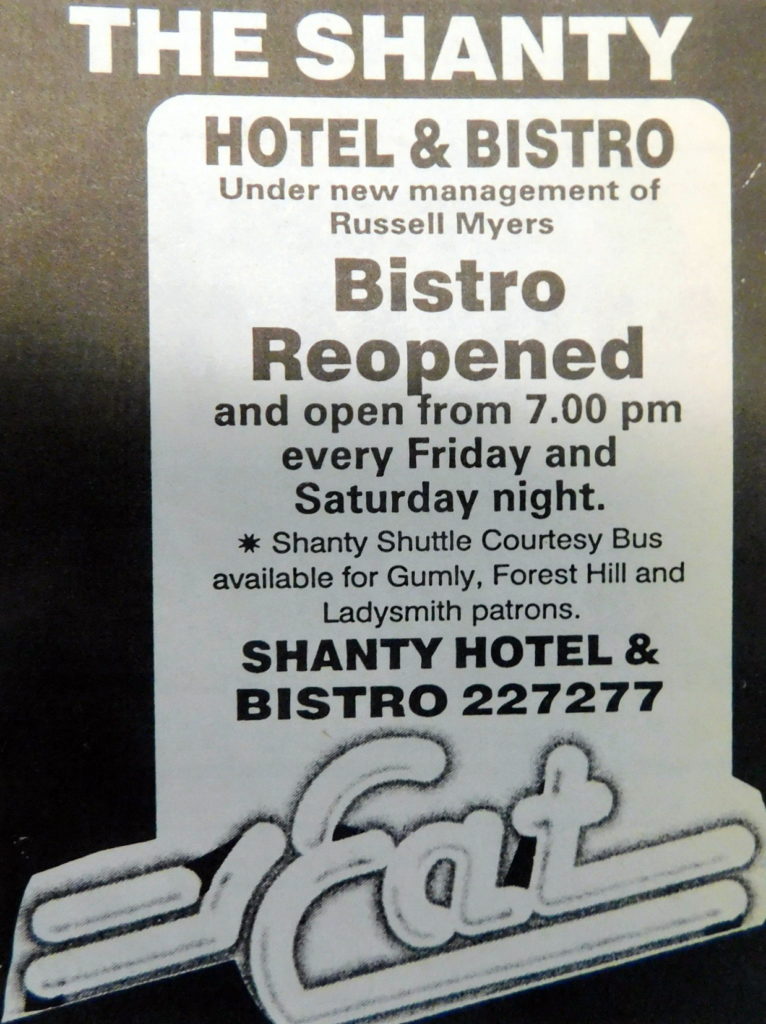 THE SHANTY
HOTEL & BISTRO
Under new management of
Russell Myers
Bistro
Reopened
and open from 7.00 pm
every Friday and
Saturday night.
✷ Shanty Shuttle Courtesy Bus
available for Gumly, Forest Hill and
Ladysmith patrons.
SHANTY HOTEL &
BISTRO 227277
Eat